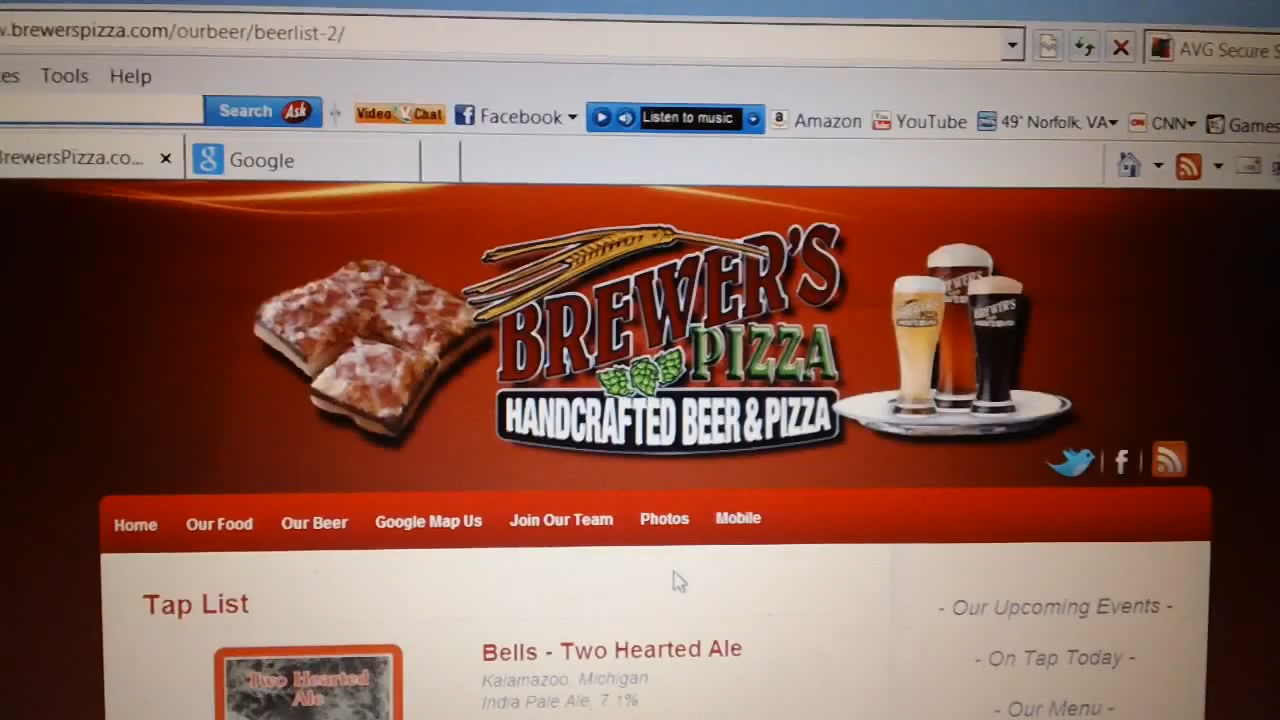 w.brewerspizza.com/ourbeer/beerlist-2/
AVG Secure S
es Tools Help
Search Ask
Video Chat
Facebook
Listen to music
Amazon
YouTube
49° Norfolk, VA
CNN
Games
BrewersPizza.co...
Google
BREWER'S
PIZZA
HANDCRAFTED BEER & PIZZA
BREWER'S
BREWER'S
Home Our Food Our Beer Google Map Us Join Our Team Photos Mobile
Tap List
Two Hearted
Ale
Bells - Two Hearted Ale
Kalamazoo, Michigan
India Pale Ale, 7.1%
- Our Upcoming Events -
- On Tap Today -
- Our Menu -